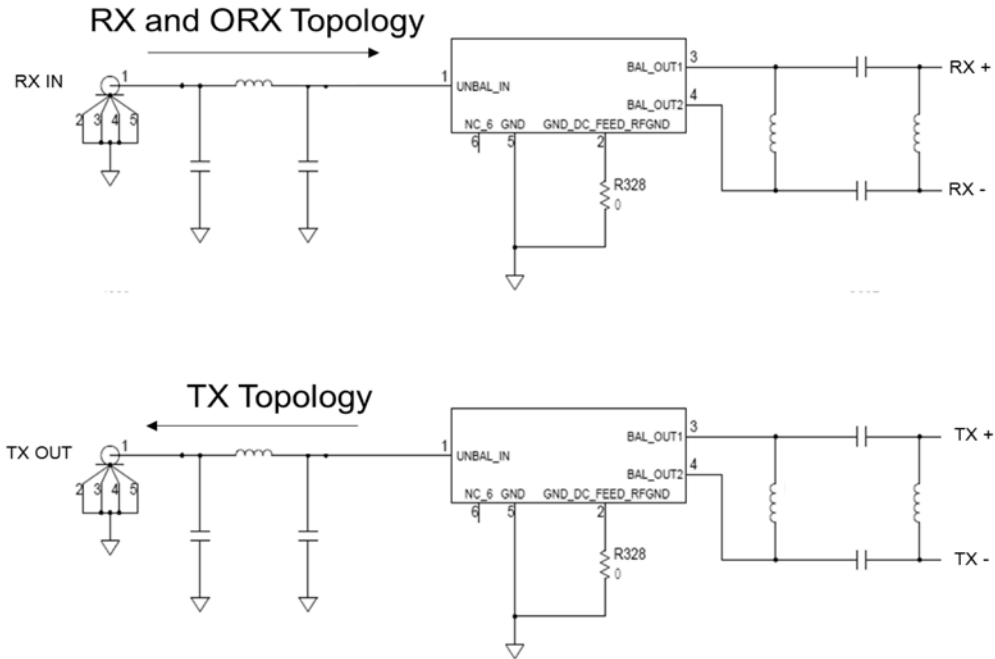 RX and ORX Topology
RX IN
1
2 3 4 5
1
UNBAL_IN
BAL_OUT1
3
BAL_OUT2
4
NC_6 GND GND_DC_FEED_RFGND
6 5 2
R328
0
RX +
RX -
TX Topology
TX OUT
1
2 3 4 5
1
UNBAL_IN
BAL_OUT1
3
BAL_OUT2
4
NC_6 GND GND_DC_FEED_RFGND
6 5 2
R328
0
TX +
TX -